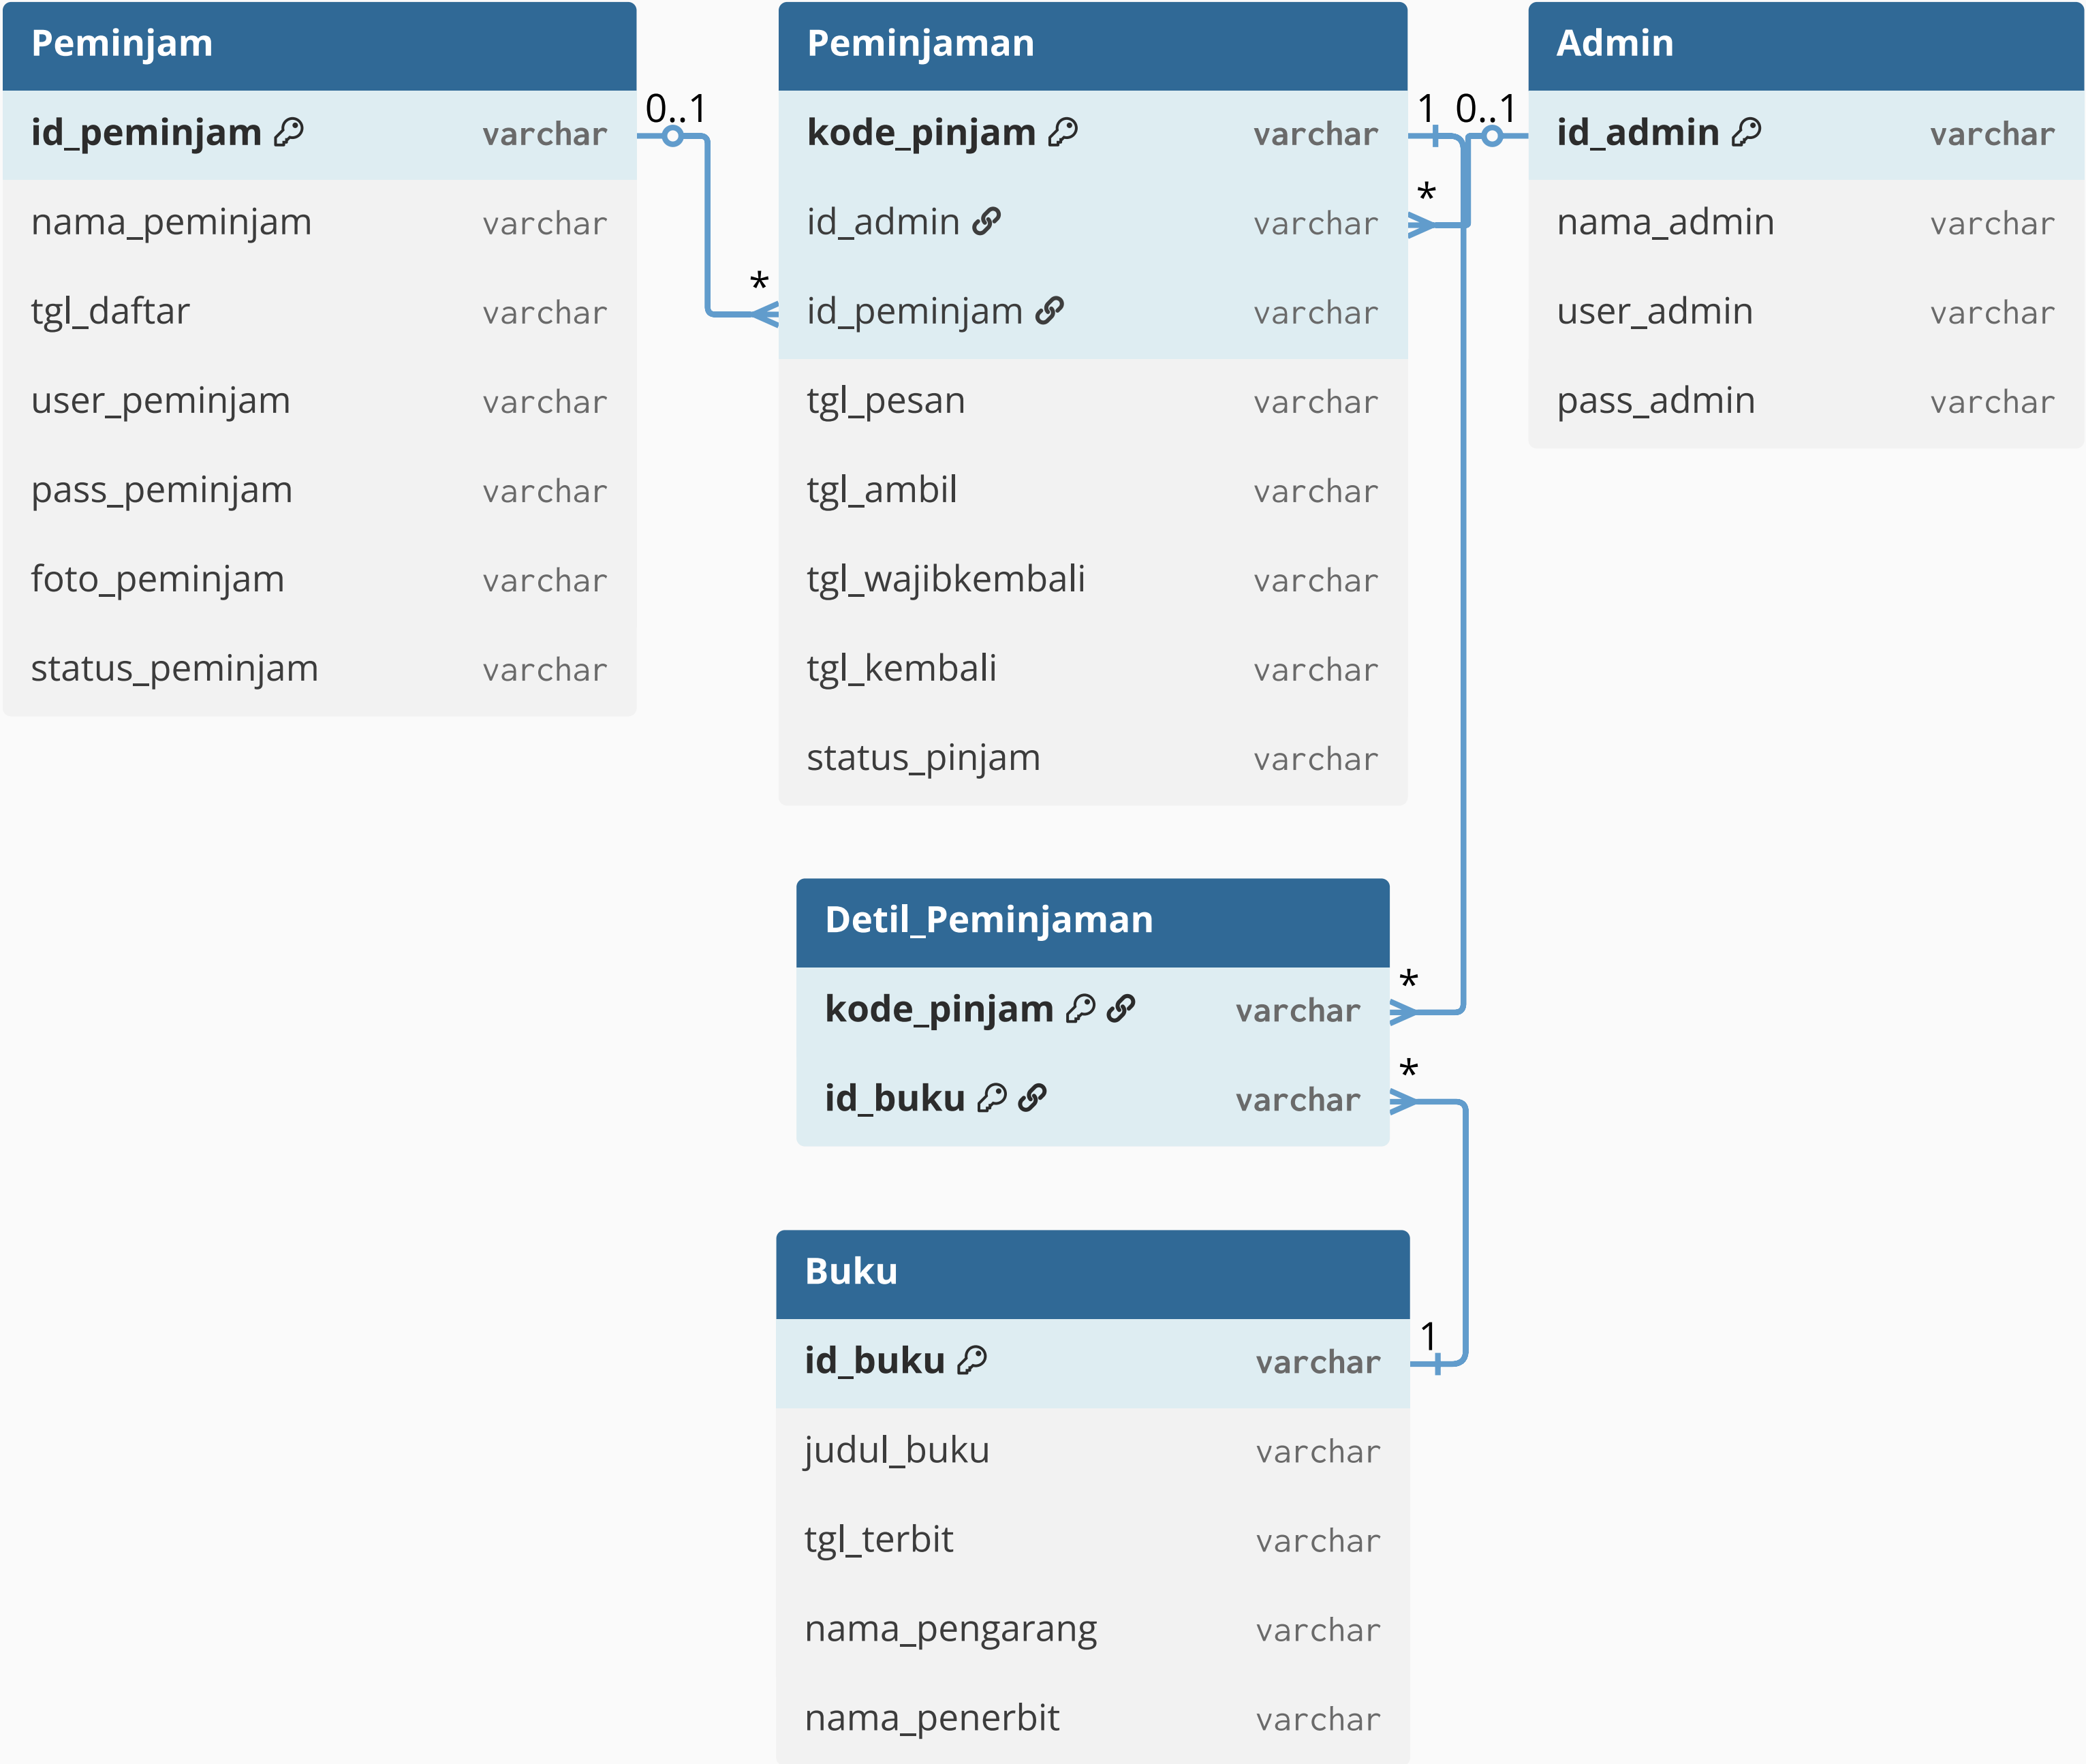 Peminjam
id_peminjam varchar
nama_peminjam varchar
tgl_daftar varchar
user_peminjam varchar
pass_peminjam varchar
foto_peminjam varchar
status_peminjam varchar
0..1
*
Peminjaman
kode_pinjam varchar
id_admin varchar
id_peminjam varchar
tgl_pesan varchar
tgl_ambil varchar
tgl_wajibkembali varchar
tgl_kembali varchar
status_pinjam varchar
1
0..1
*
Admin
id_admin varchar
nama_admin varchar
user_admin varchar
pass_admin varchar
Detil_Peminjaman
kode_pinjam varchar
id_buku varchar
*
*
Buku
id_buku varchar
judul_buku varchar
tgl_terbit varchar
nama_pengarang varchar
nama_penerbit varchar
1